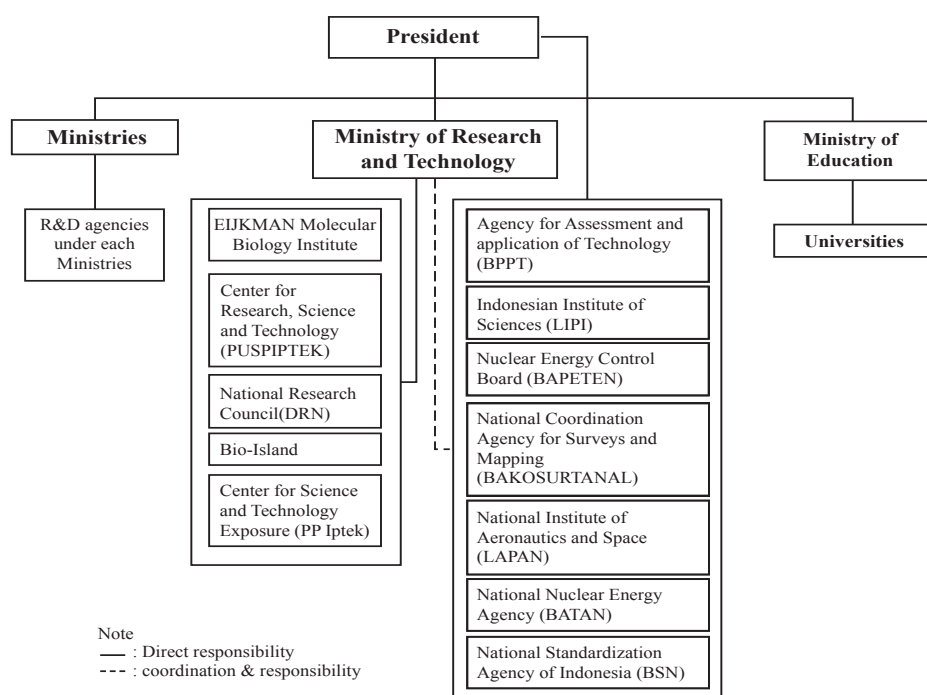 President
Ministries
Ministry of Research
and Technology
Ministry of
Education
R&D agencies
under each
Ministries
EIJKMAN Molecular
Biology Institute
Center for
Research, Science
and Technology
(PUSPIPTEK)
National Research
Council(DRN)
Bio-Island
Center for Science
and Technology
Exposure (PP Iptek)
Agency for Assessment and
application of Technology
(BPPT)
Indonesian Institute of
Sciences (LIPI)
Nuclear Energy Control
Board (BAPETEN)
National Coordination
Agency for Surveys and
Mapping
(BAKOSURTANAL)
National Institute of
Aeronautics and Space
(LAPAN)
National Nuclear Energy
Agency (BATAN)
National Standardization
Agency of Indonesia (BSN)
Universities
Note
: Direct responsibility
: coordination & responsibility